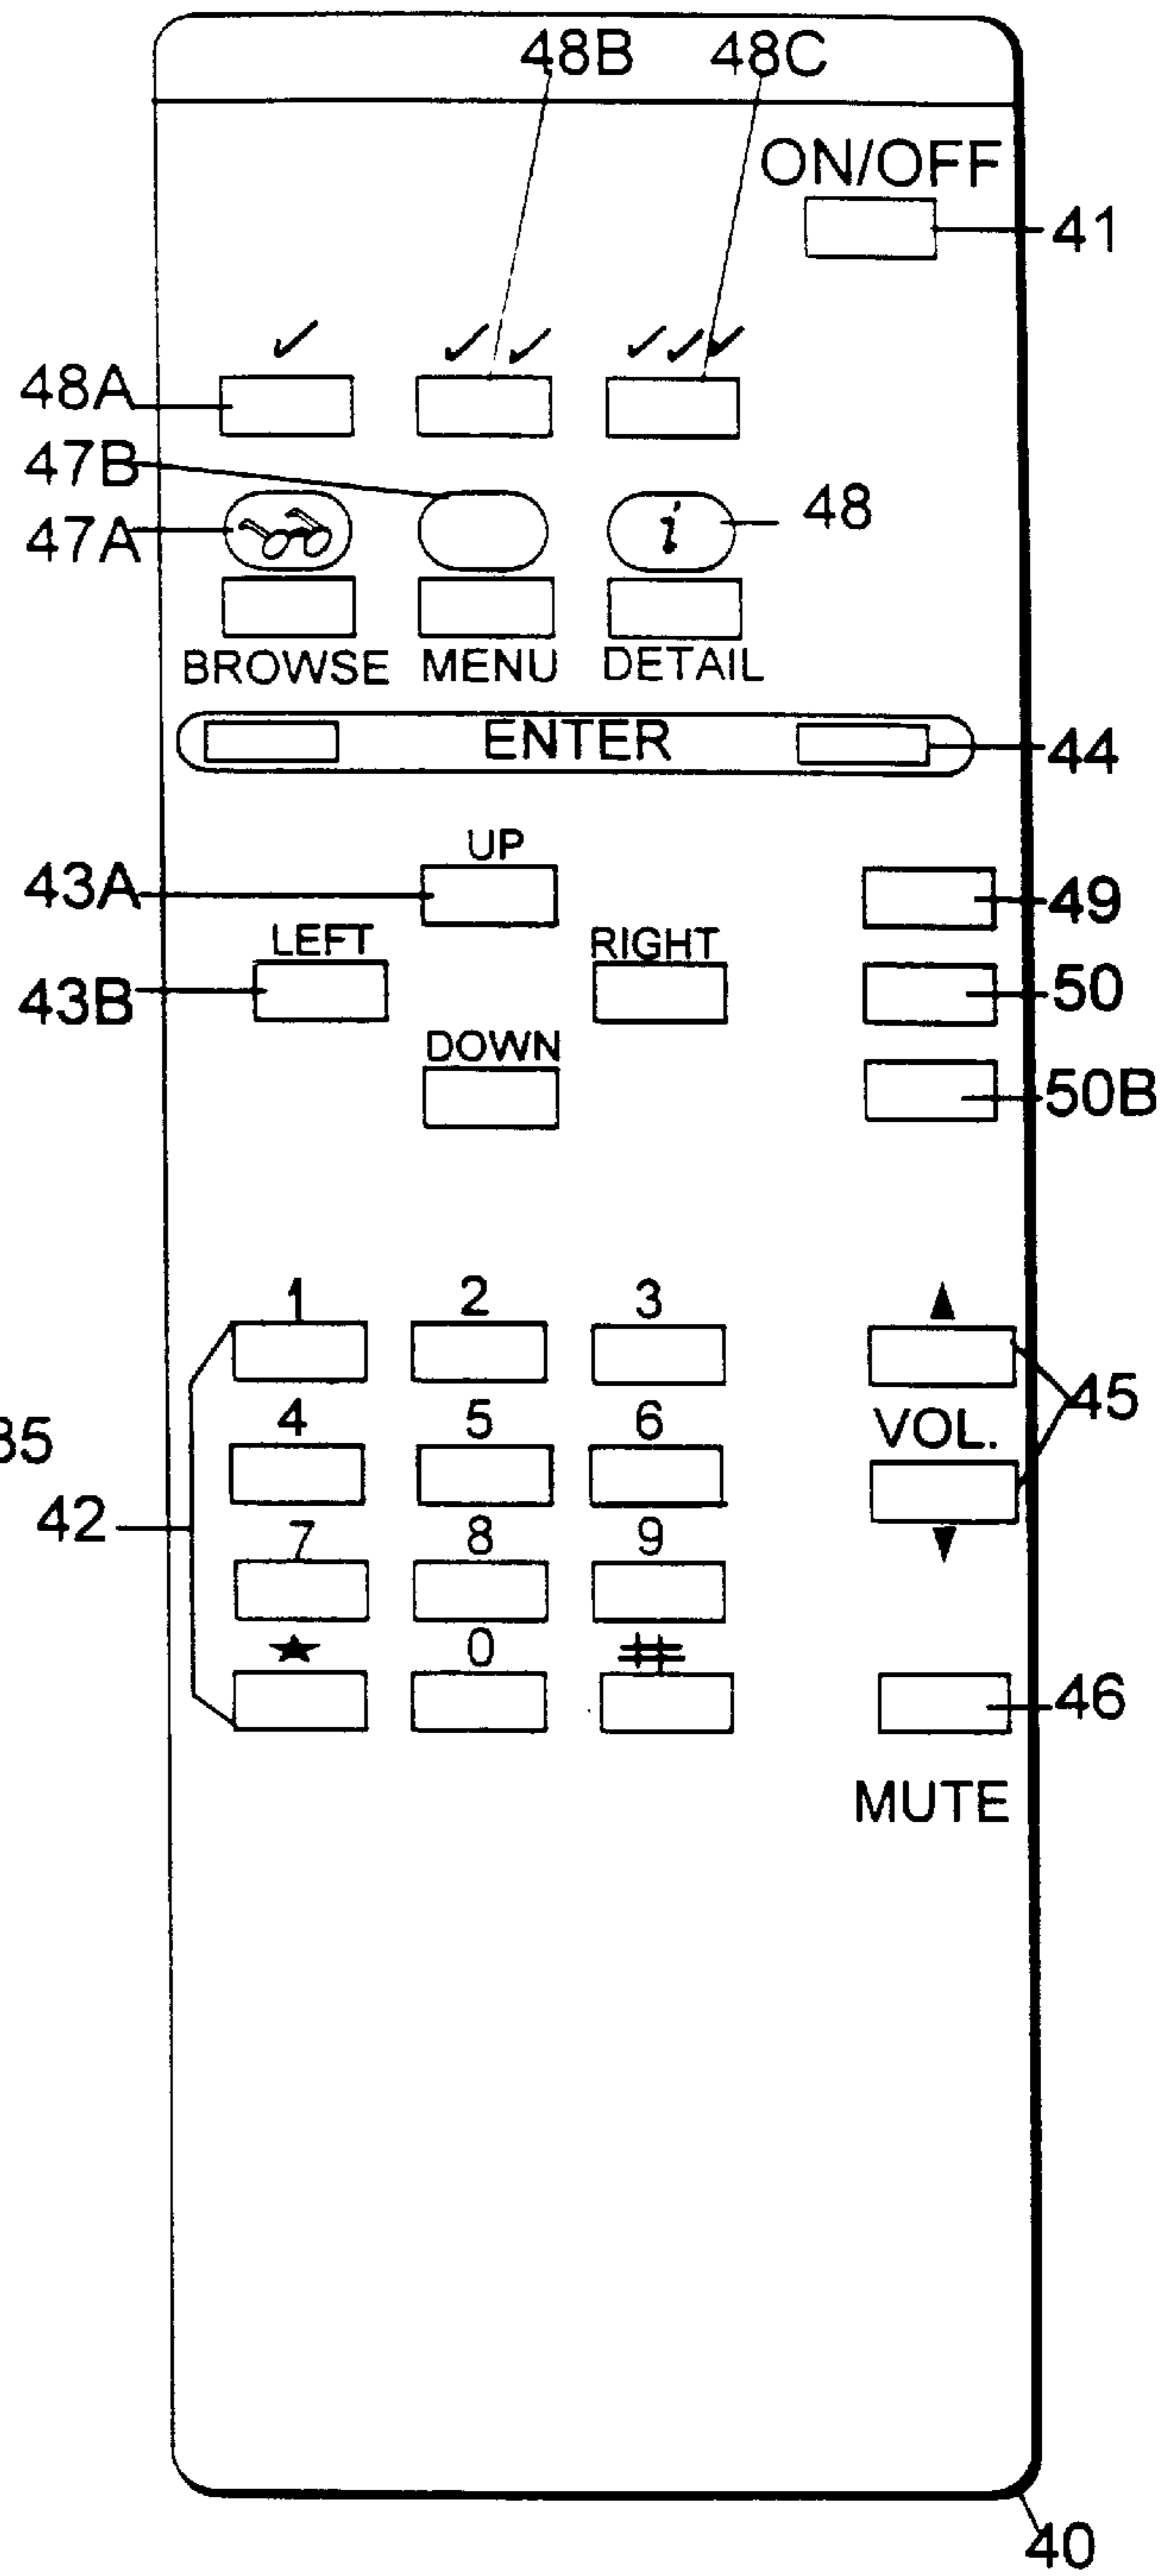 48B 48C
ON/OFF
41
✓ ✓ ✓ ✓ ✓ ✓
48A
47B
47A i 48
BROWSE MENU DETAIL
ENTER 44
UP
43A 49
LEFT RIGHT
43B 50
DOWN
50B
1 2 3 ▲
45
4 5 6 VOL.
35
42
7 8 9 ▼
★ 0 #
46
MUTE
40